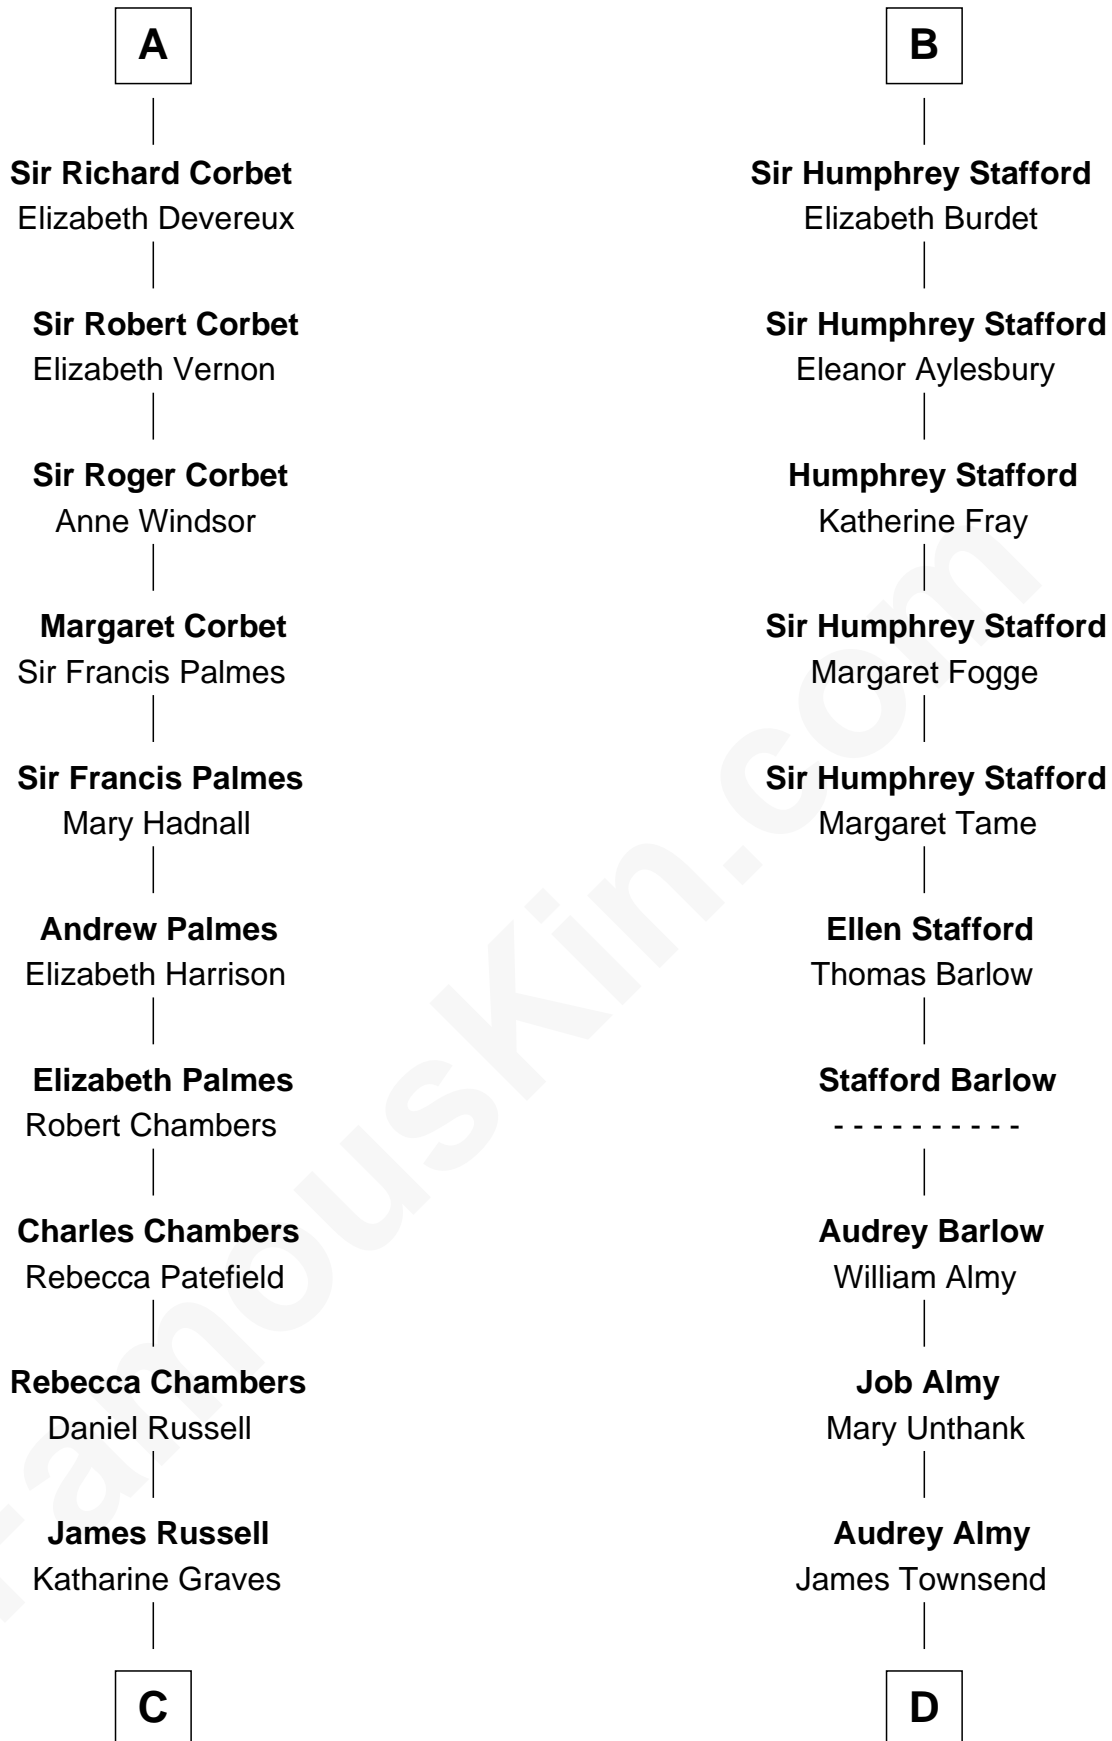 A
Sir Richard Corbet
Elizabeth Devereux
Sir Robert Corbet
Elizabeth Vernon
Sir Roger Corbet
Anne Windsor
Margaret Corbet
Sir Francis Palmes
Sir Francis Palmes
Mary Hadnall
Andrew Palmes
Elizabeth Harrison
Elizabeth Palmes
Robert Chambers
Charles Chambers
Rebecca Patefield
Rebecca Chambers
Daniel Russell
James Russell
Katharine Graves
C
B
Sir Humphrey Stafford
Elizabeth Burdet
Sir Humphrey Stafford
Eleanor Aylesbury
Humphrey Stafford
Katherine Fray
Sir Humphrey Stafford
Margaret Fogge
Sir Humphrey Stafford
Margaret Tame
Ellen Stafford
Thomas Barlow
Stafford Barlow
- - - - - - - - - -
Audrey Barlow
William Almy
Job Almy
Mary Unthank
Audrey Almy
James Townsend
D
FamousKin.com